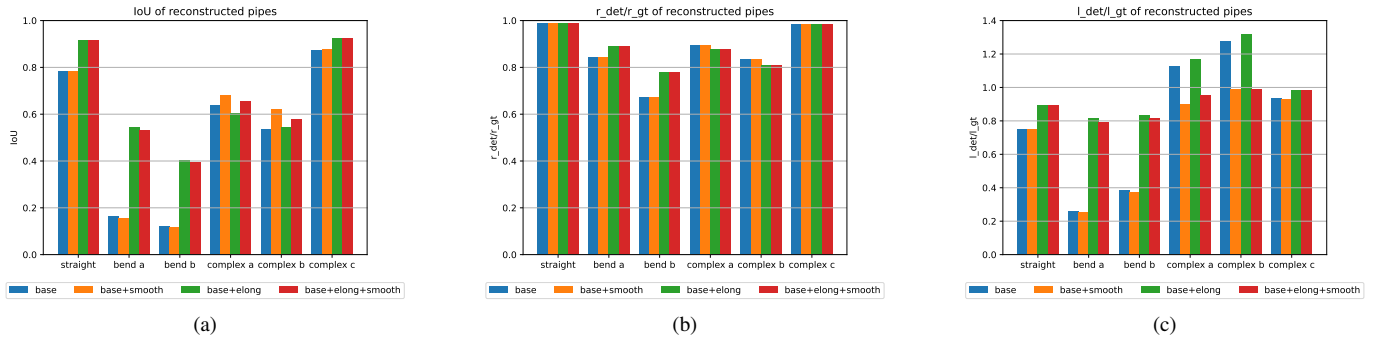 IoU of reconstructed pipes
1.0
0.8
0.6
0.4
0.2
0.0
IoU
straight bend a bend b complex a complex b complex c
base base+smooth base+elong base+elong+smooth
(a)
r_det/r_gt of reconstructed pipes
1.0
0.8
0.6
0.4
0.2
0.0
r_det/r_gt
straight bend a bend b complex a complex b complex c
base base+smooth base+elong base+elong+smooth
(b)
l_det/l_gt of reconstructed pipes
1.4
1.2
1.0
0.8
0.6
0.4
0.2
0.0
l_det/l_gt
straight bend a bend b complex a complex b complex c
base base+smooth base+elong base+elong+smooth
(c)